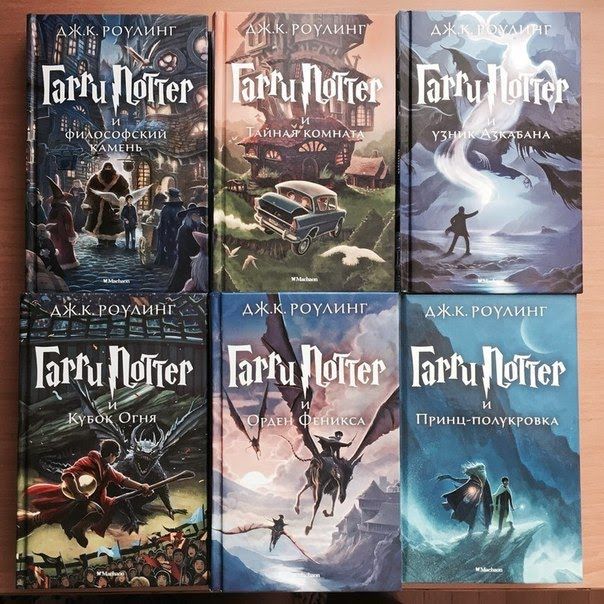 ДЖ.К. РОУЛИНГ
Гарри Поттер
и
философский
камень
Machaon
ДЖ.К. РОУЛИНГ
Гарри Поттер
и
Тайная комната
Machaon
ДЖ.К. РОУЛИНГ
Гарри Поттер
и
узник Азкабана
Machaon
ДЖ.К. РОУЛИНГ
Гарри Поттер
и
Кубок Огня
Machaon
ДЖ.К. РОУЛИНГ
Гарри Поттер
и
Орден Феникса
Machaon
ДЖ.К. РОУЛИНГ
Гарри Поттер
и
Принц-полукровка
Machaon